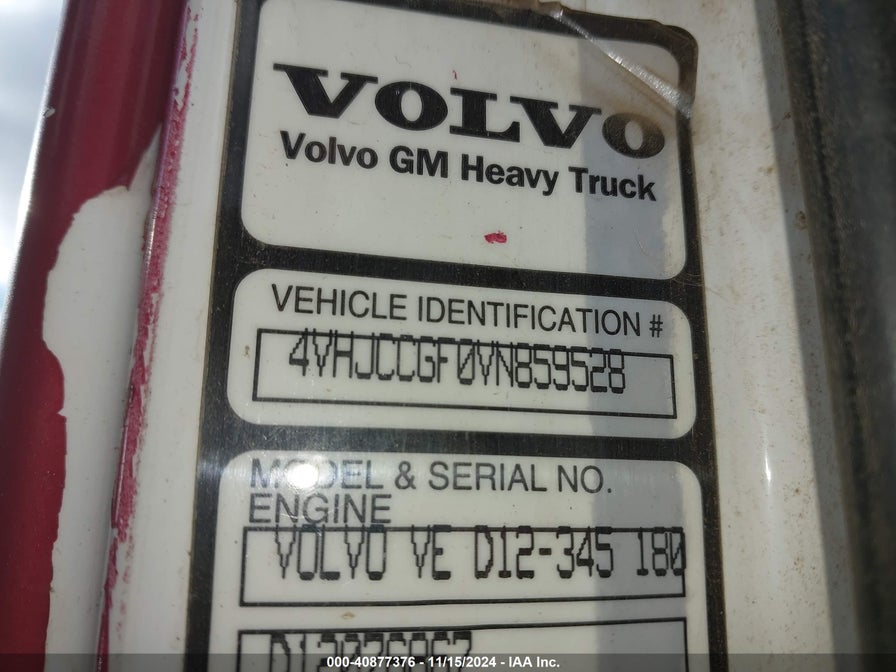 VOLVO
Volvo GM Heavy Truck
VEHICLE IDENTIFICATION #
4VHJCCGF0VN859528
MODEL & SERIAL NO.
ENGINE
VOLVO VE D12-345 180
000-40877376 - 11/15/2024 - IAA Inc.